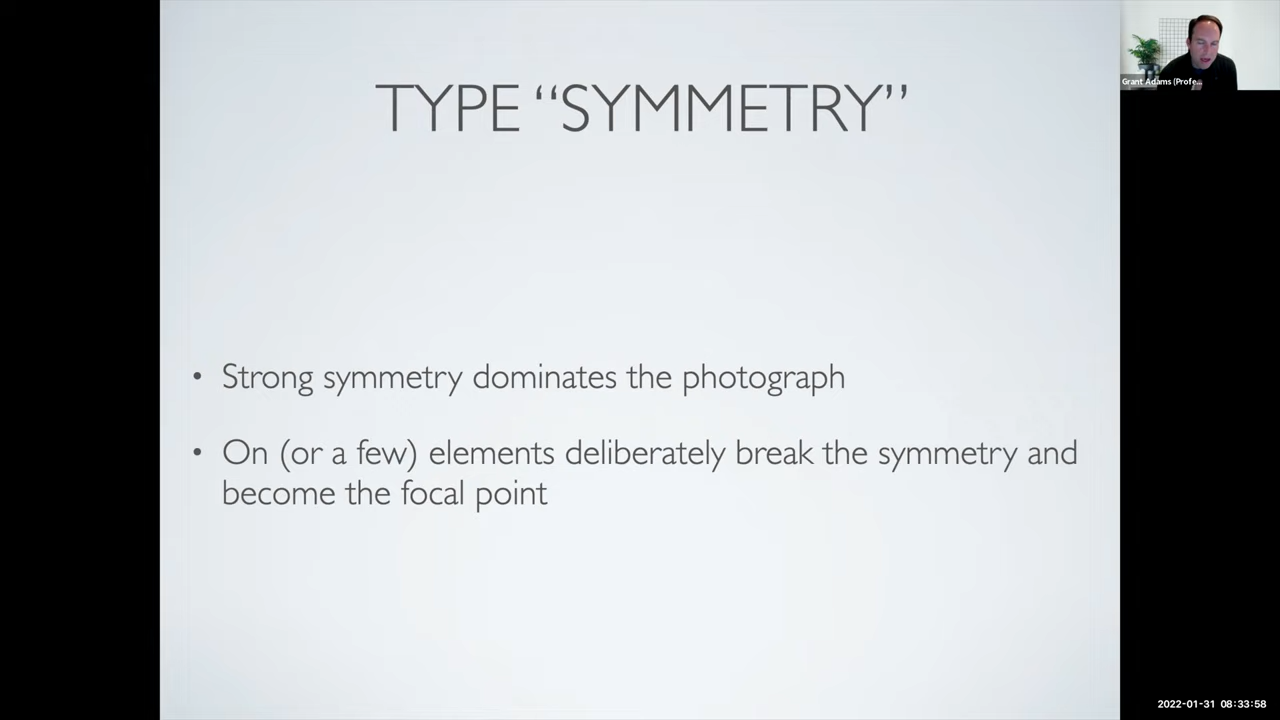 TYPE “SYMMETRY”
Grant Adams (Profe...
• Strong symmetry dominates the photograph
• On (or a few) elements deliberately break the symmetry and
become the focal point
2022-01-31 08:33:58